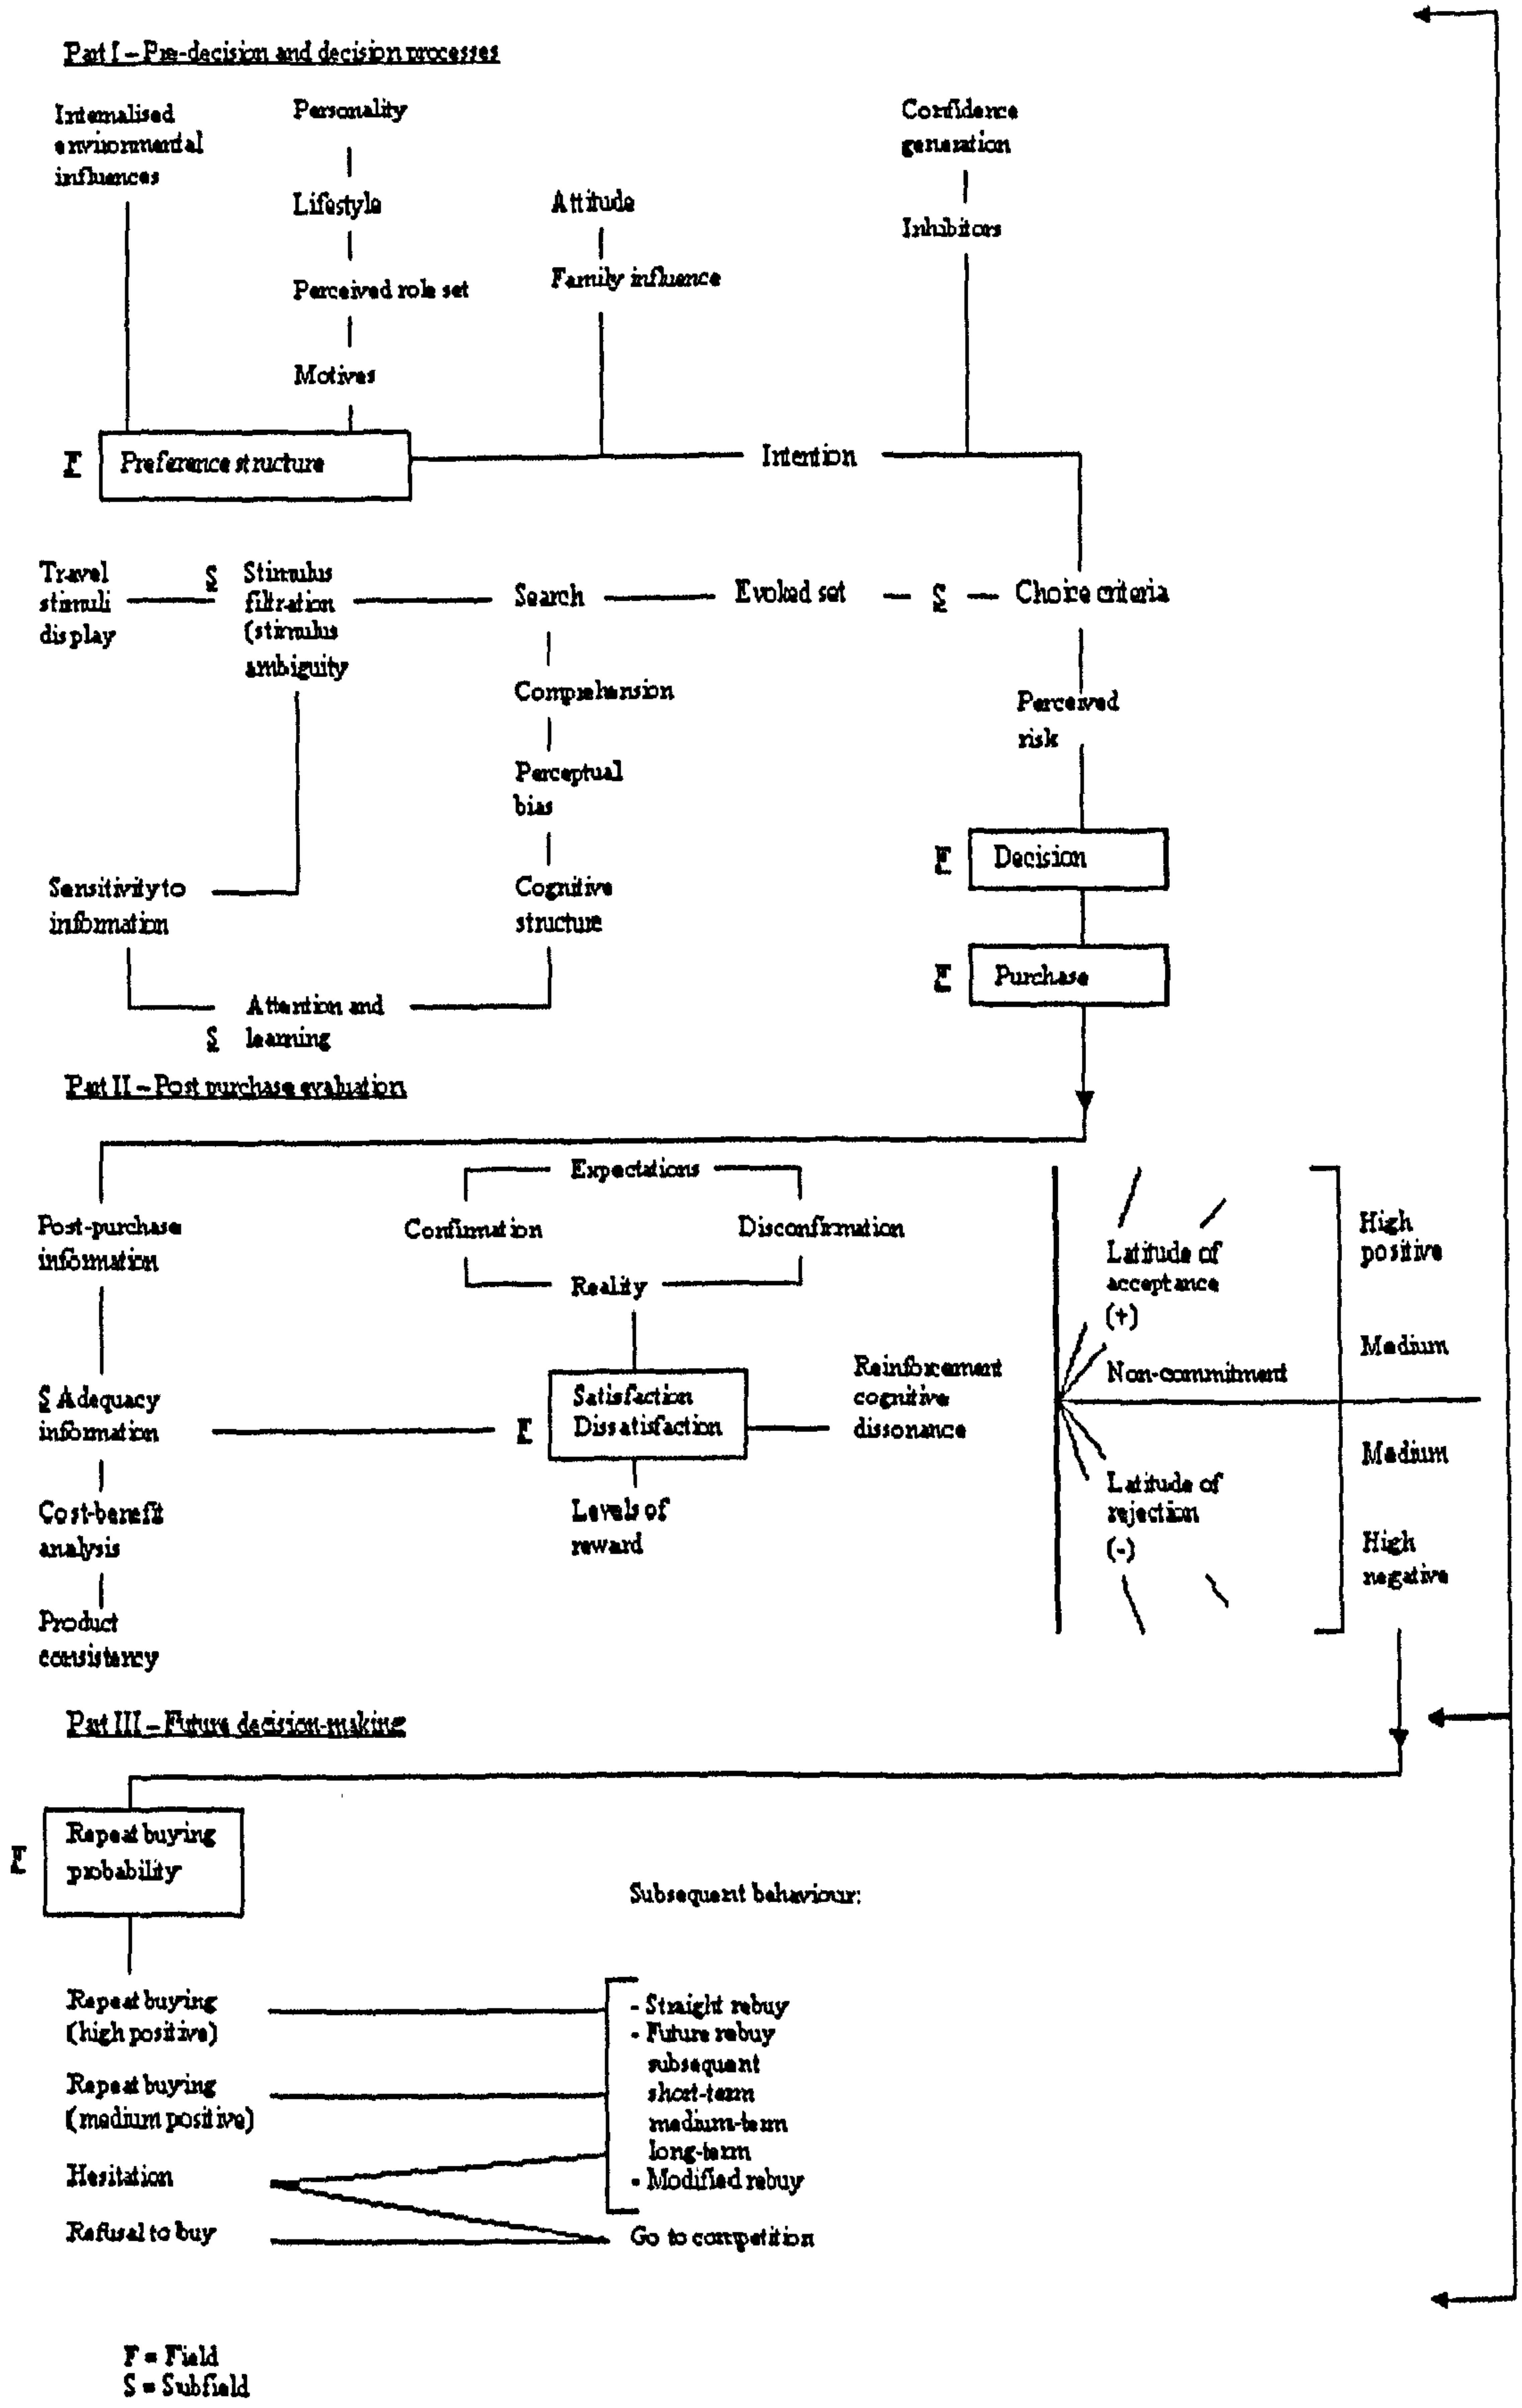 Part I – Pre-decision and decision processes
Internalised
environmental
influences
Personality
Lifestyle
Perceived role set
Motives
Attitude
Family influence
Confidence
generation
Inhibitors
F
Preference structure
Intention
Travel
stimuli
display
S
Stimulus
filtration
(stimulus
ambiguity
Search
Evoked set
S
Choice criteria
Comprehension
Perceptual
bias
Cognitive
structure
Perceived
risk
Sensitivity to
information
Attention and
S learning
F
Decision
F
Purchase
Part II – Post purchase evaluation
Post-purchase
information
Expectations
Confirmation
Disconfirmation
Reality
S Adequacy
information
F
Satisfaction
Dissatisfaction
Reinforcement
cognitive
dissonance
Levels of
reward
Cost-benefit
analysis
Product
consistency
Latitude of
acceptance
(+)
Non-commitment
Latitude of
rejection
(-)
High
positive
Medium
Medium
High
negative
Part III – Future decision-making
F
Repeat buying
probability
Subsequent behaviour:
Repeat buying
(high positive)
Repeat buying
(medium positive)
Hesitation
Refusal to buy
- Straight rebuy
- Future rebuy
subsequent
short-term
medium-term
long-term
- Modified rebuy
Go to competition
F = Field
S = Subfield